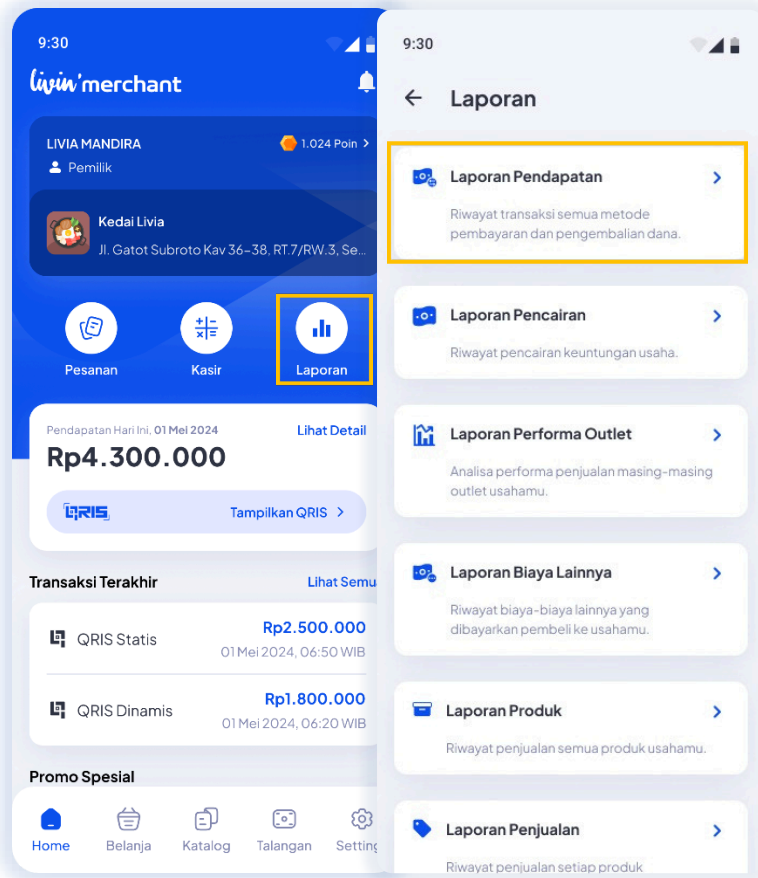 9:30
livin'merchant
LIVIA MANDIRA
1.024 Poin
Pemilik
Kedai Livia
Jl. Gatot Subroto Kav 36-38, RT.7/RW.3, Se...
Pesanan
Kasir
Laporan
Pendapatan Hari Ini, 01 Mei 2024
Lihat Detail
Rp4.300.000
QRIS
Tampilkan QRIS
Transaksi Terakhir
Lihat Semu
QRIS Statis
Rp2.500.000
01 Mei 2024, 06:50 WIB
QRIS Dinamis
Rp1.800.000
01 Mei 2024, 06:20 WIB
Promo Spesial
Home
Belanja
Katalog
Talangan
Setting
9:30
Laporan
Laporan Pendapatan
Riwayat transaksi semua metode
pembayaran dan pengembalian dana.
Laporan Pencairan
Riwayat pencairan keuntungan usaha.
Laporan Performa Outlet
Analisa performa penjualan masing-masing
outlet usahamu.
Laporan Biaya Lainnya
Riwayat biaya-biaya lainnya yang
dibayarkan pembeli ke usahamu.
Laporan Produk
Riwayat penjualan semua produk usahamu.
Laporan Penjualan
Riwayat penjualan setiap produk